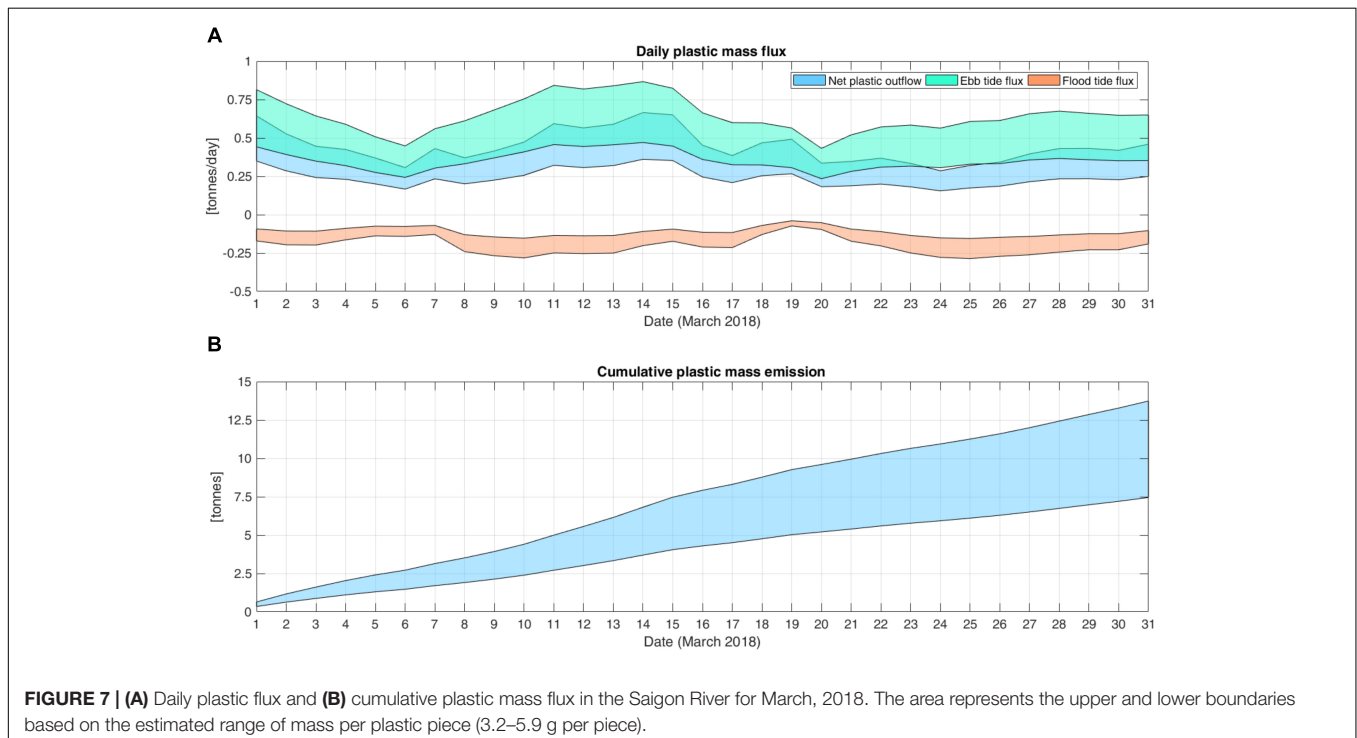 A
Daily plastic mass flux
Net plastic outflow Ebb tide flux Flood tide flux
1
0.75
0.5
0.25
0
-0.25
-0.5
[tonnes/day]
1 2 3 4 5 6 7 8 9 10 11 12 13 14 15 16 17 18 19 20 21 22 23 24 25 26 27 28 29 30 31
Date (March 2018)
B
Cumulative plastic mass emission
15
12.5
10
7.5
5
2.5
0
[tonnes]
1 2 3 4 5 6 7 8 9 10 11 12 13 14 15 16 17 18 19 20 21 22 23 24 25 26 27 28 29 30 31
Date (March 2018)
FIGURE 7 | (A) Daily plastic flux and (B) cumulative plastic mass flux in the Saigon River for March, 2018. The area represents the upper and lower boundaries
based on the estimated range of mass per plastic piece (3.2–5.9 g per piece).